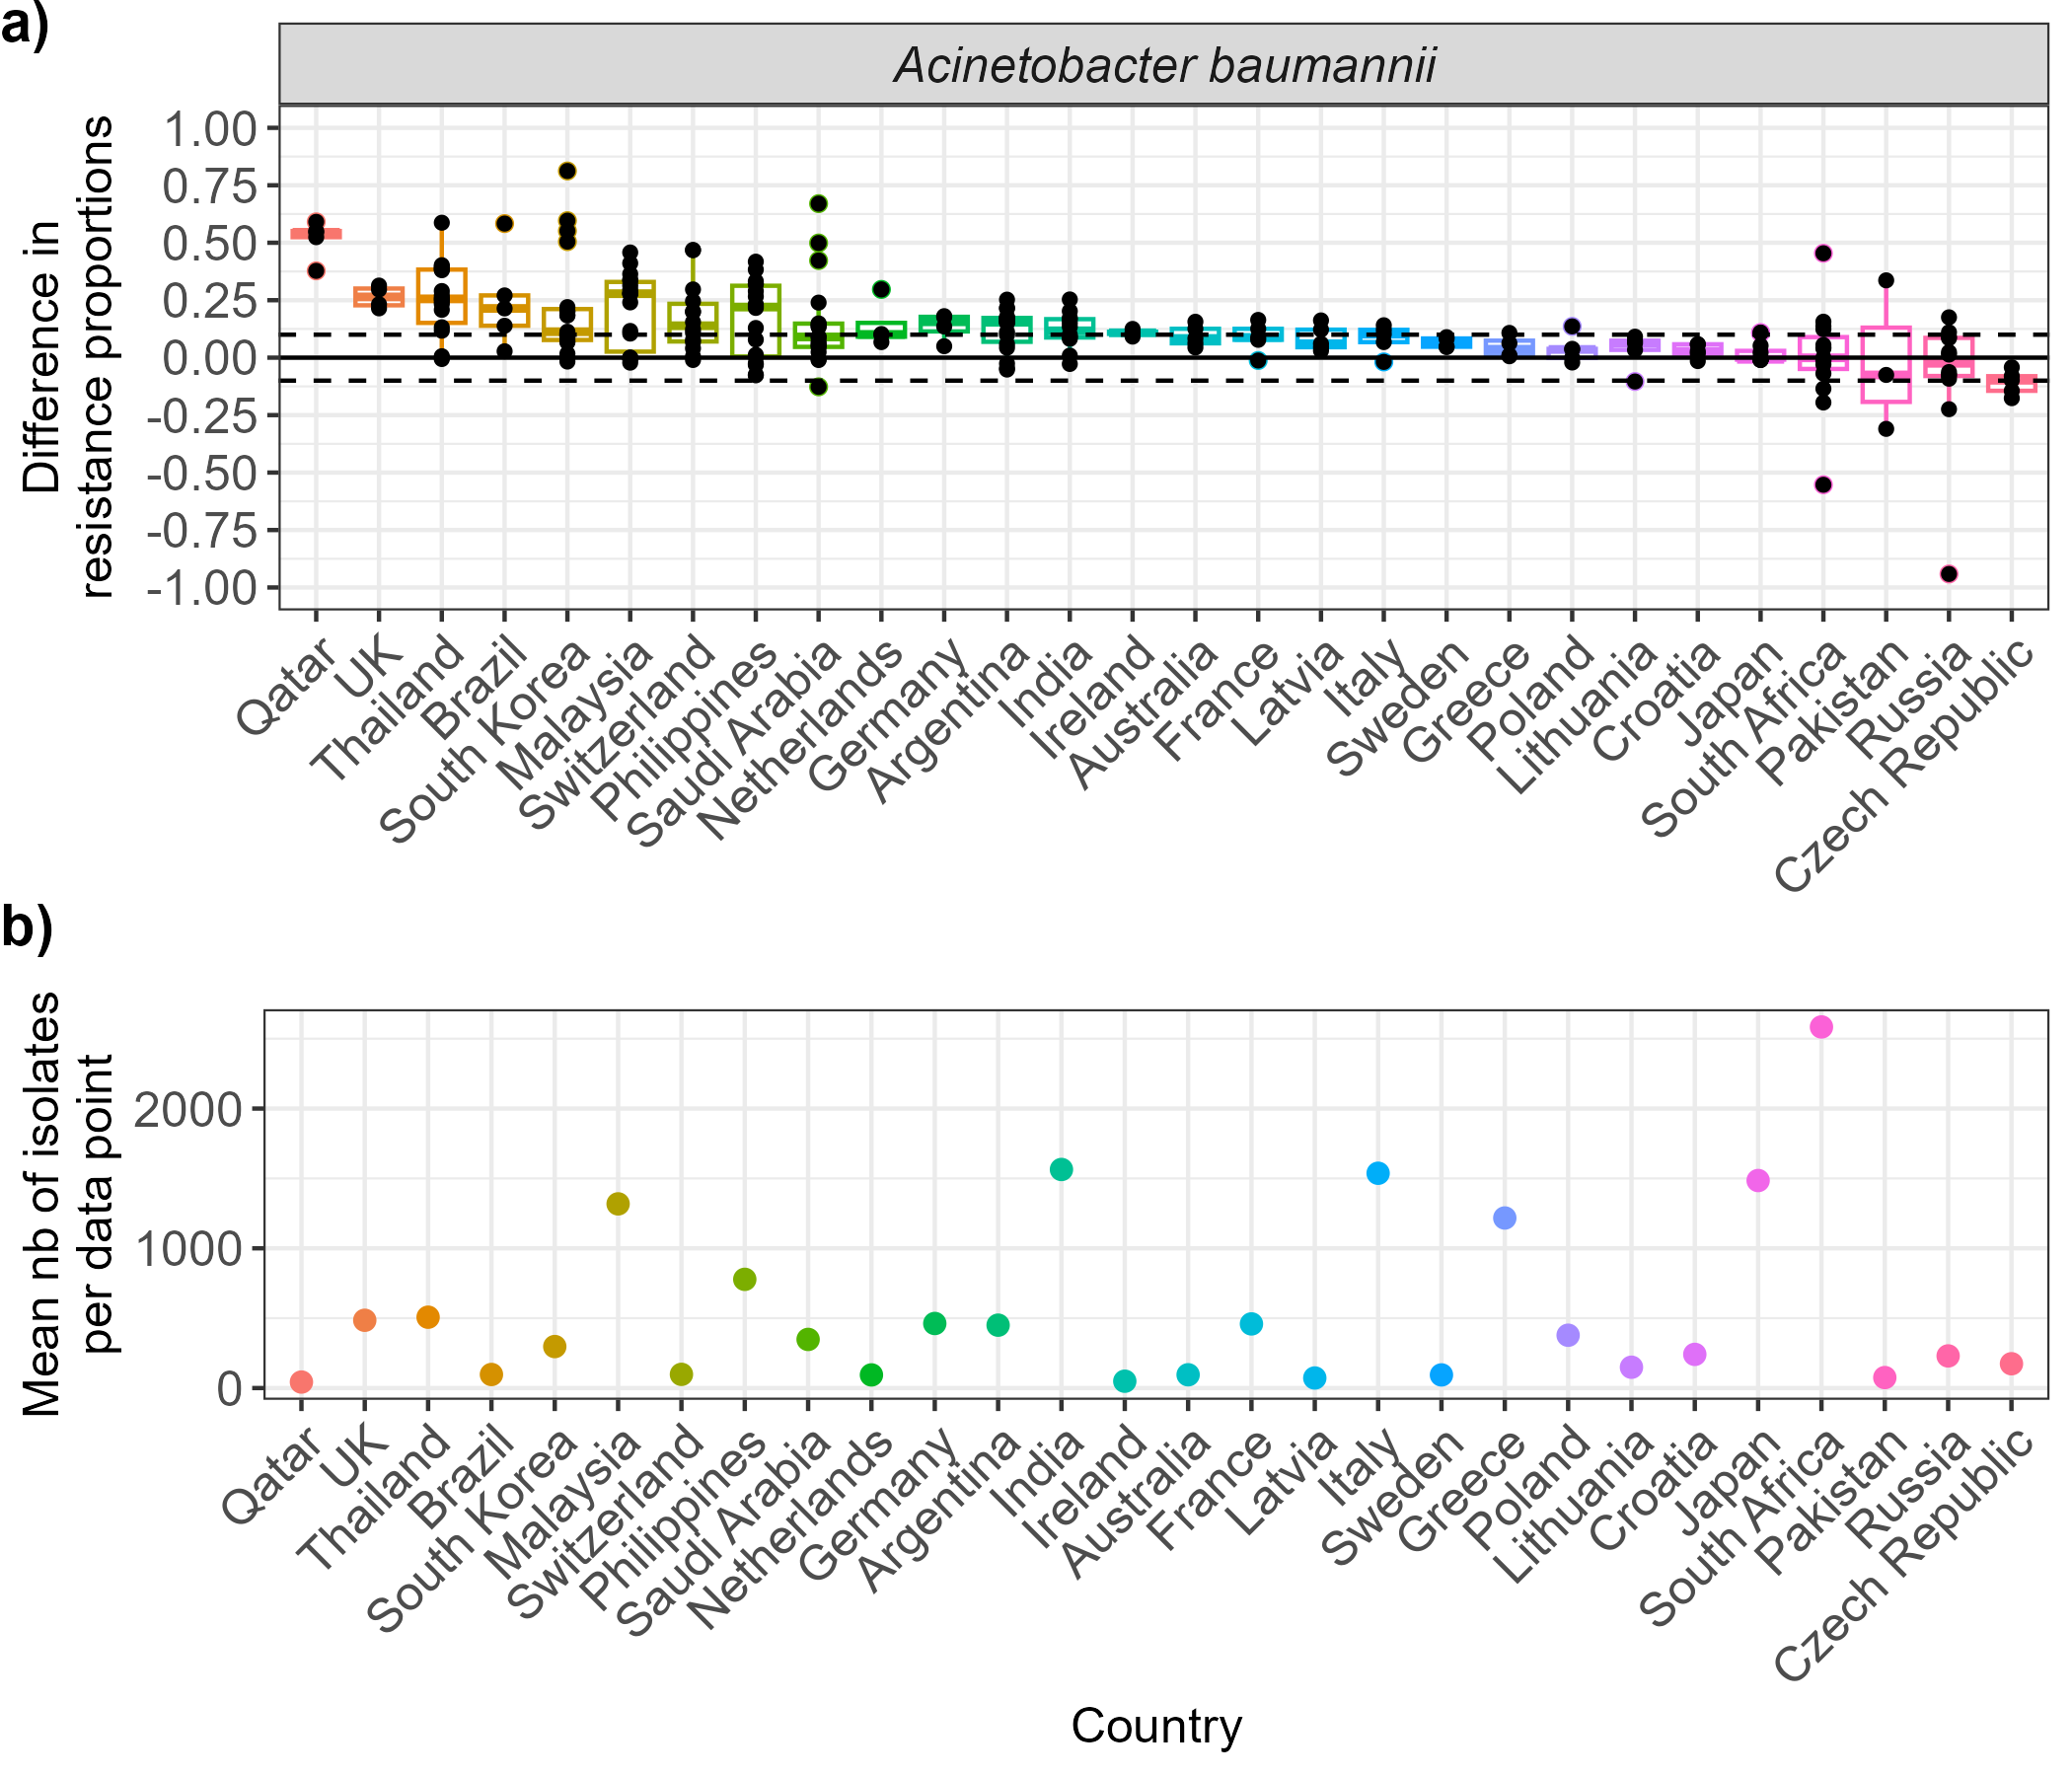 a)
Acinetobacter baumannii
Difference in
resistance proportions
1.00
0.75
0.50
0.25
0.00
-0.25
-0.50
-0.75
-1.00
Qatar
UK
Thailand
Brazil
South Korea
Malaysia
Switzerland
Philippines
Saudi Arabia
Netherlands
Germany
Argentina
India
Ireland
Australia
France
Latvia
Italy
Sweden
Greece
Poland
Lithuania
Croatia
Japan
South Africa
Pakistan
Russia
Czech Republic
b)
Mean nb of isolates
per data point
2000
1000
0
Qatar
UK
Thailand
Brazil
South Korea
Malaysia
Switzerland
Philippines
Saudi Arabia
Netherlands
Germany
Argentina
India
Ireland
Australia
France
Latvia
Italy
Sweden
Greece
Poland
Lithuania
Croatia
Japan
South Africa
Pakistan
Russia
Czech Republic
Country